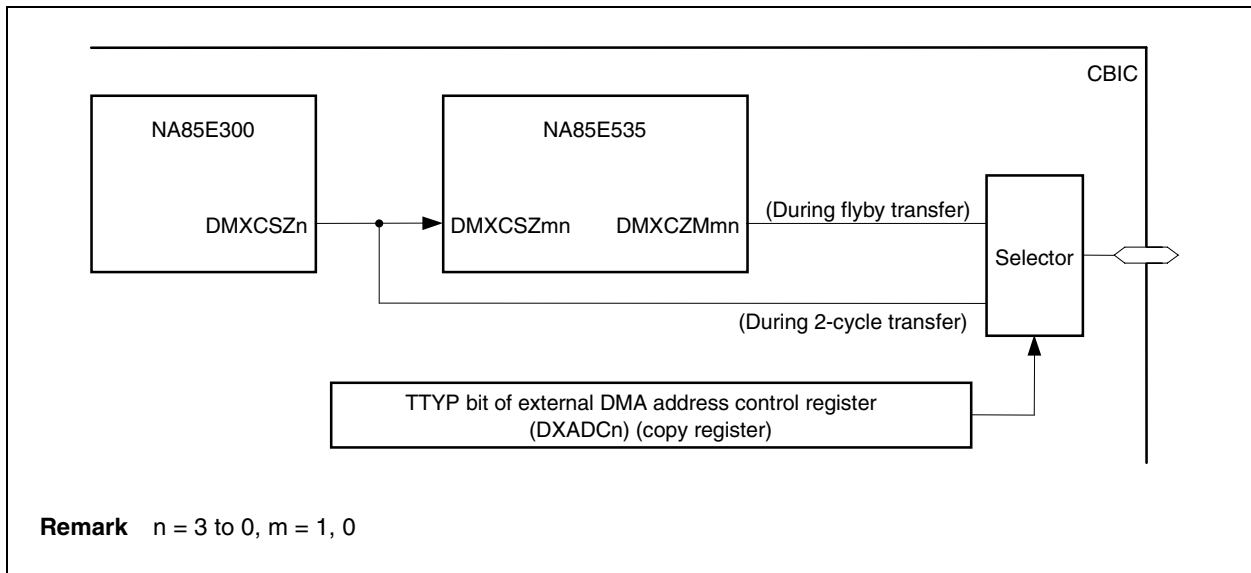 CBIC
NA85E300
NA85E535
DMXCSZn
DMXCSZmn
DMXCZMmn
(During flyby transfer)
Selector
(During 2-cycle transfer)
TTYP bit of external DMA address control register
(DXADCn) (copy register)
Remark n = 3 to 0, m = 1, 0